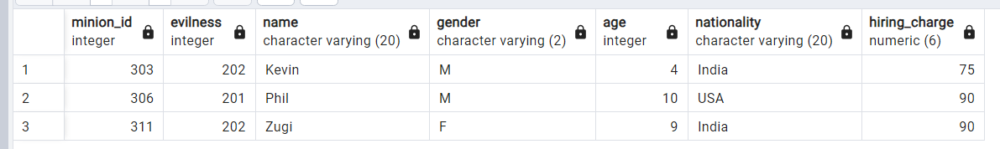 minion_id evilness name gender age nationality hiring_charge
integer integer character varying (20) character varying (2) integer character varying (20) numeric (6)
1 303 202 Kevin M 4 India 75
2 306 201 Phil M 10 USA 90
3 311 202 Zugi F 9 India 90